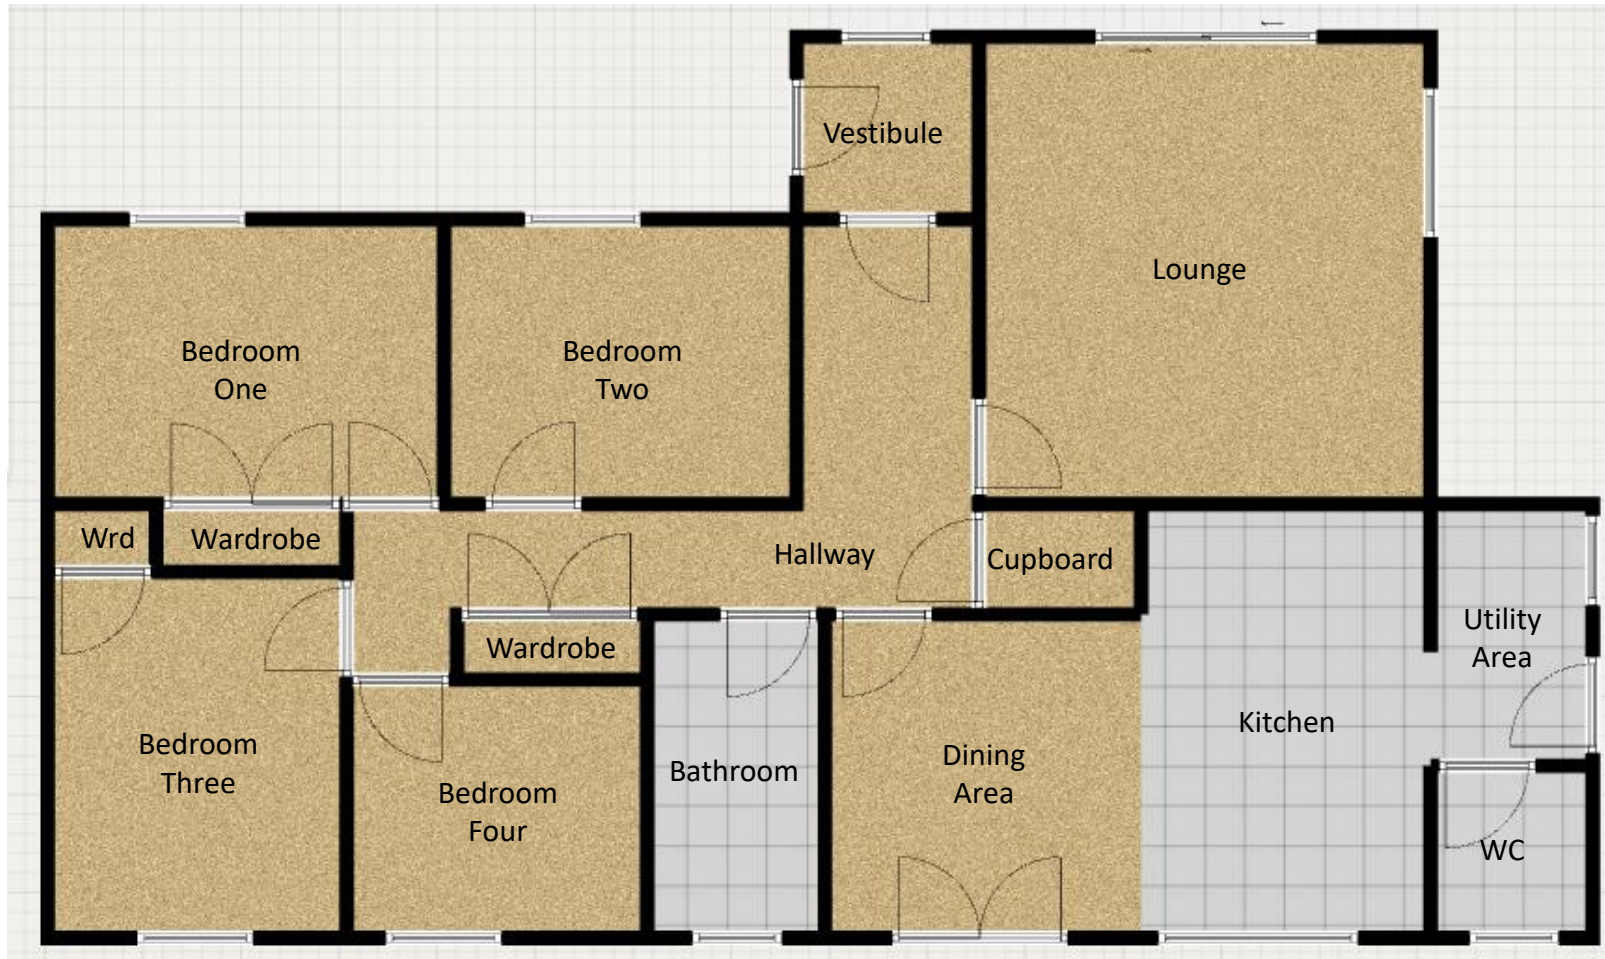 Vestibule
Lounge
Bedroom
One
Bedroom
Two
Wrd
Wardrobe
Hallway
Cupboard
Utility
Area
Wardrobe
Kitchen
Bedroom
Three
Bedroom
Four
Bathroom
Dining
Area
WC